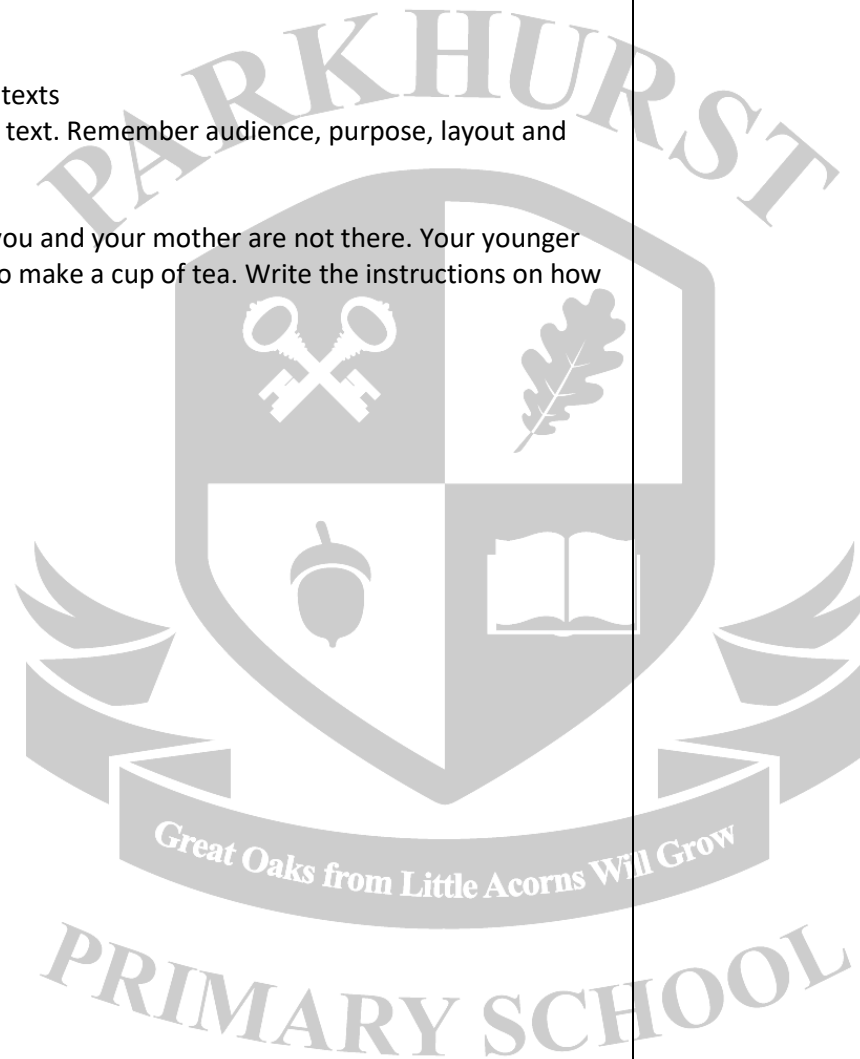 PARKHURST
texts
text. Remember audience, purpose, layout and
you and your mother are not there. Your younger
o make a cup of tea. Write the instructions on how
Great Oaks from Little Acorns Will Grow
PRIMARY SCHOOL